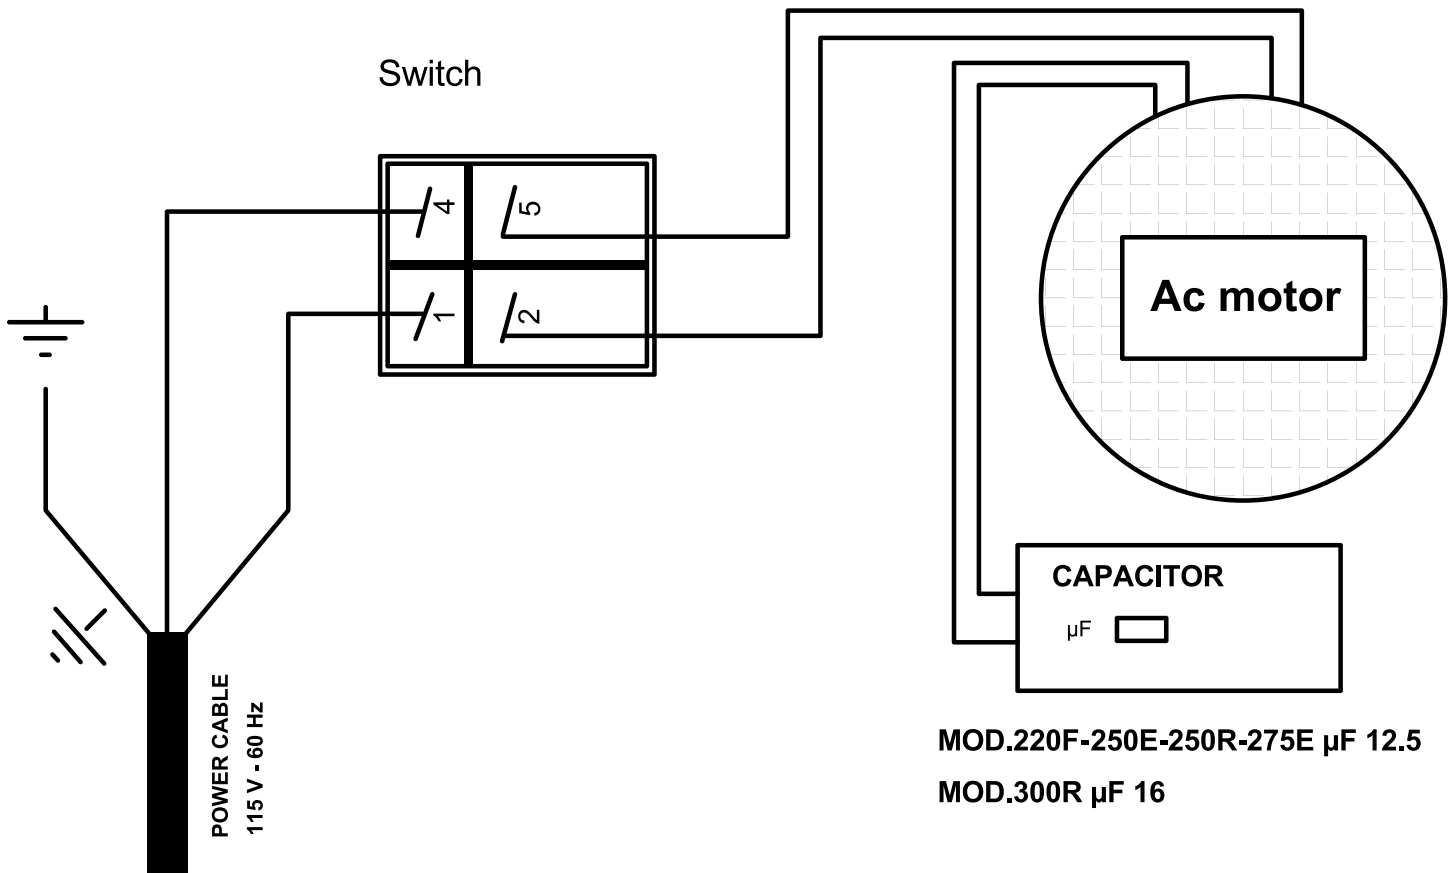 Switch
4
5
1
2
Ac motor
CAPACITOR
µF
POWER CABLE
115 V - 60 Hz
MOD.220F-250E-250R-275E µF 12.5
MOD.300R µF 16